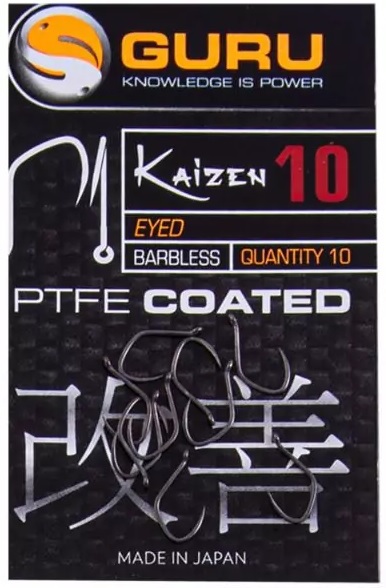 GURU
KNOWLEDGE IS POWER
KAiZEN 10
EYED
BARBLESS QUANTITY 10
PTFE COATED
改善
MADE IN JAPAN